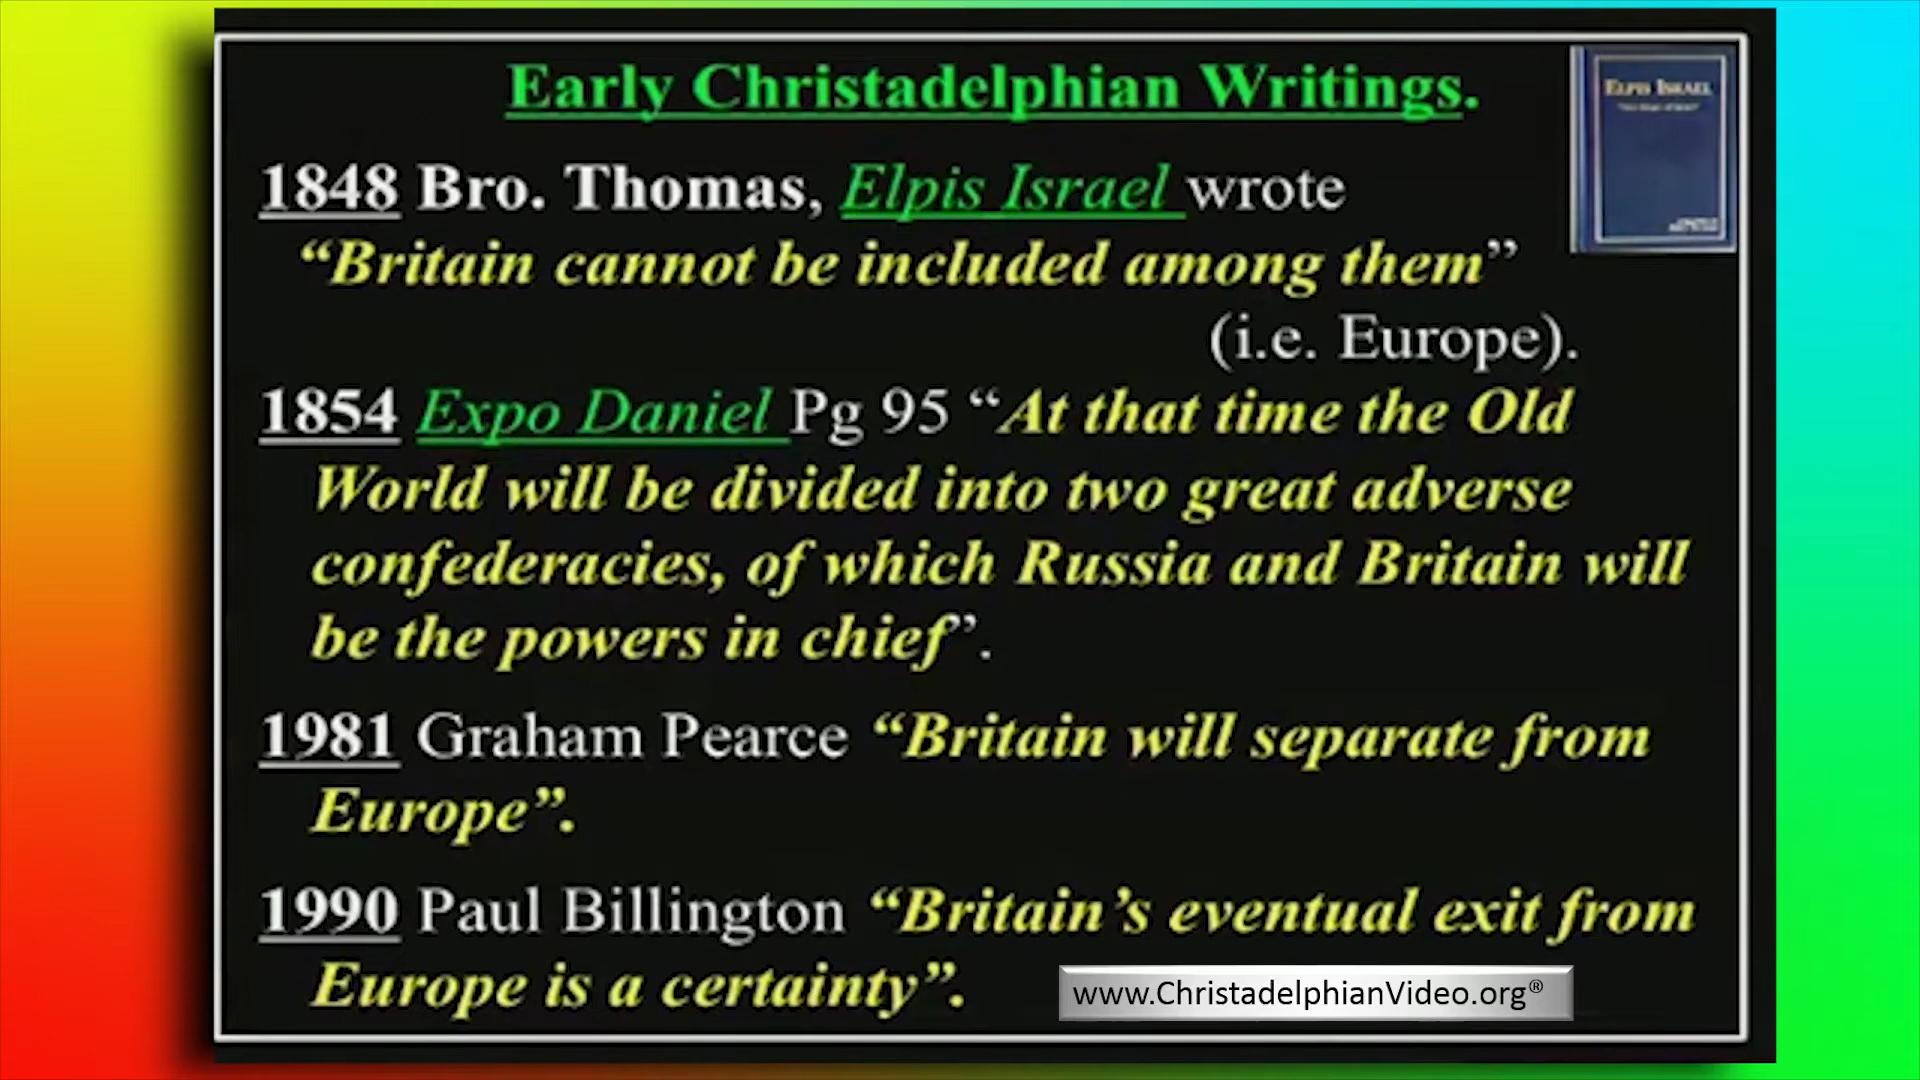 Early Christadelphian Writings.
ELPIS ISRAEL
1848 Bro. Thomas, Elpis Israel wrote
“Britain cannot be included among them”
(i.e. Europe).
1854 Expo Daniel Pg 95 “At that time the Old
World will be divided into two great adverse
confederacies, of which Russia and Britain will
be the powers in chief”.
1981 Graham Pearce “Britain will separate from
Europe”.
1990 Paul Billington “Britain’s eventual exit from
Europe is a certainty”.
www.ChristadelphianVideo.org®